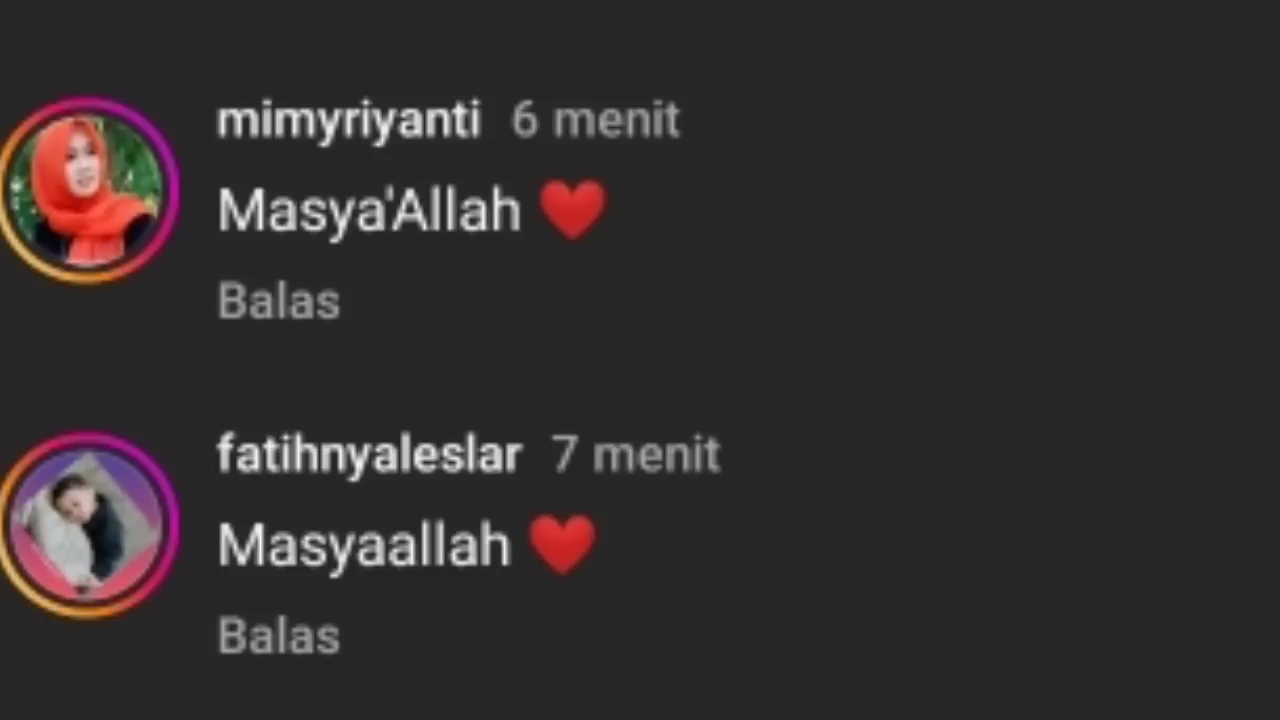 mimyriyanti 6 menit
Masya'Allah ❤️
Balas
fatihnyaleslar 7 menit
Masyaallah ❤️
Balas